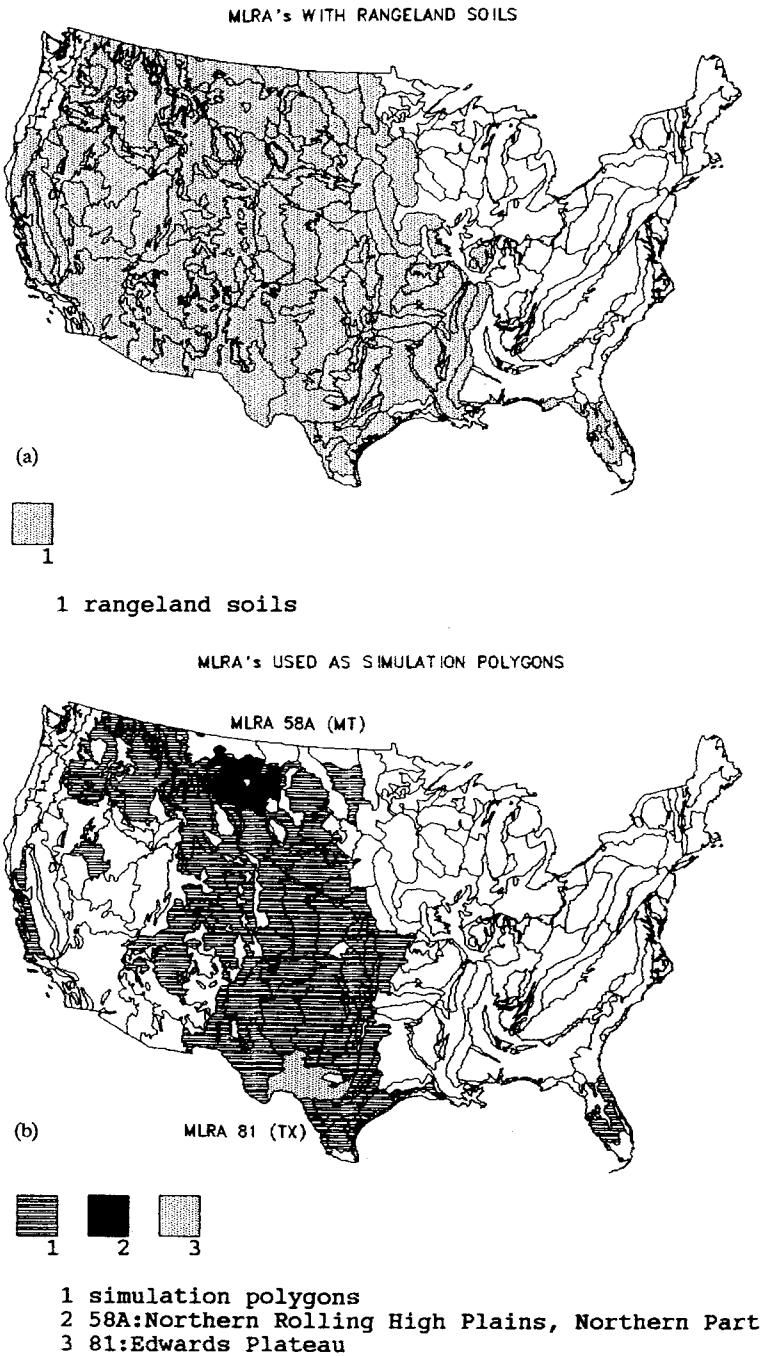 MLRA's WITH RANGELAND SOILS
(a)
1
1 rangeland soils
MLRA's USED AS SIMULATION POLYGONS
MLRA 58A (MT)
(b)
MLRA 81 (TX)
1 2 3
1 simulation polygons
2 58A:Northern Rolling High Plains, Northern Part
3 81:Edwards Plateau